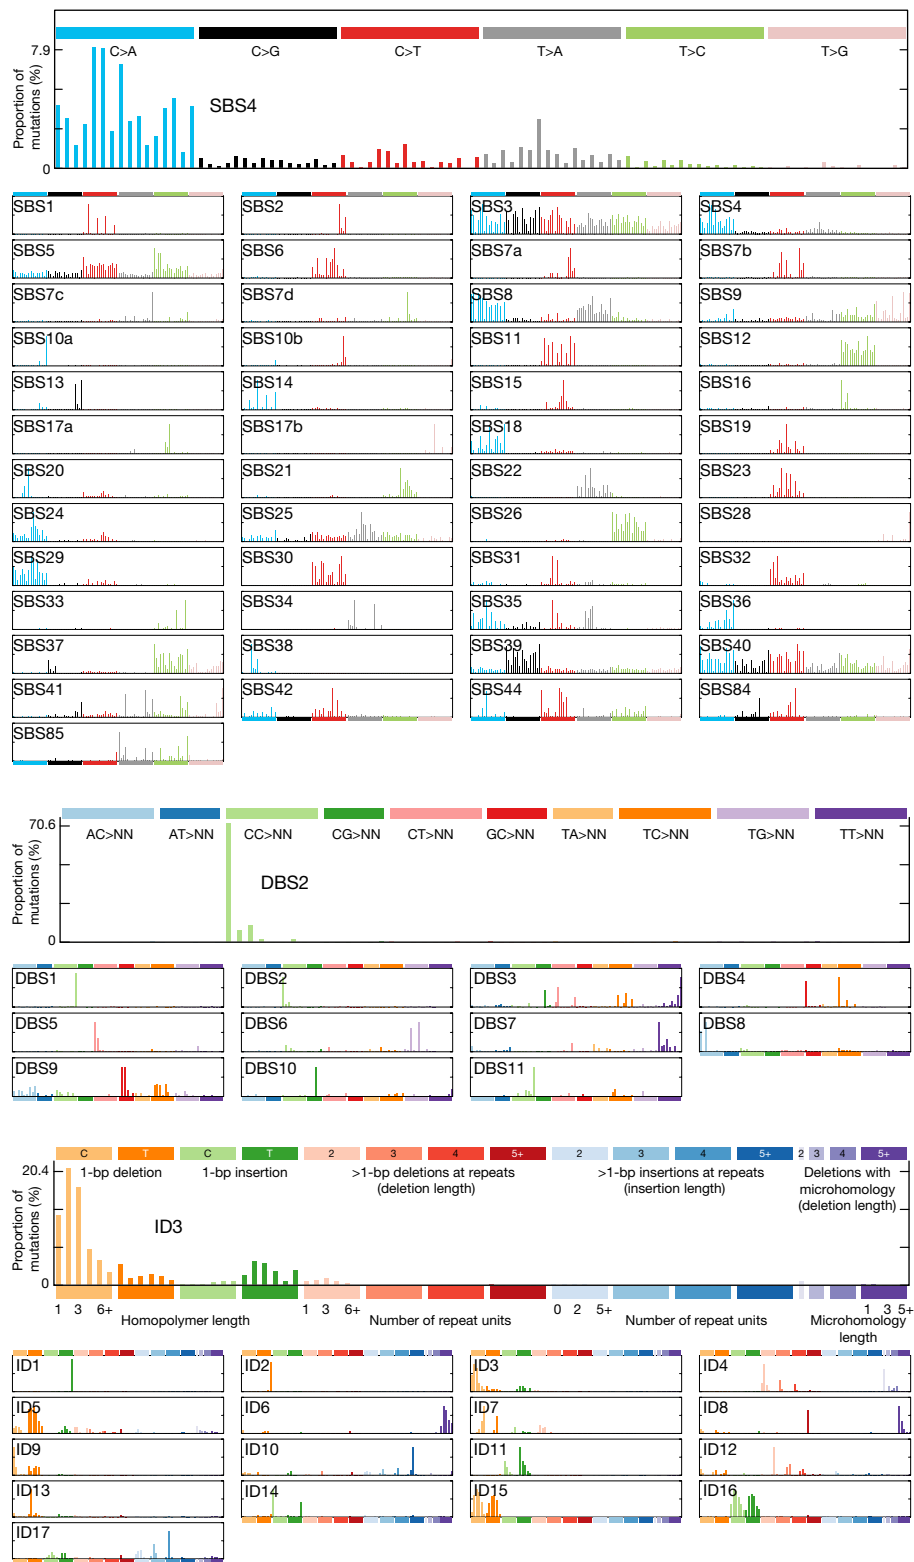 7.9
0
Proportion of
mutations (%)
C>A
C>G
C>T
T>A
T>C
T>G
SBS4
SBS1
SBS2
SBS3
SBS4
SBS5
SBS6
SBS7a
SBS7b
SBS7c
SBS7d
SBS8
SBS9
SBS10a
SBS10b
SBS11
SBS12
SBS13
SBS14
SBS15
SBS16
SBS17a
SBS17b
SBS18
SBS19
SBS20
SBS21
SBS22
SBS23
SBS24
SBS25
SBS26
SBS28
SBS29
SBS30
SBS31
SBS32
SBS33
SBS34
SBS35
SBS36
SBS37
SBS38
SBS39
SBS40
SBS41
SBS42
SBS44
SBS84
SBS85
70.6
0
Proportion of
mutations (%)
AC>NN
AT>NN
CC>NN
CG>NN
CT>NN
GC>NN
TA>NN
TC>NN
TG>NN
TT>NN
DBS2
DBS1
DBS2
DBS3
DBS4
DBS5
DBS6
DBS7
DBS8
DBS9
DBS10
DBS11
C T C T 2 3 4 5+ 2 3 4 5+ 2 3 4 5+
20.4
0
Proportion of
mutations (%)
1-bp deletion
1-bp insertion
>1-bp deletions at repeats
(deletion length)
>1-bp insertions at repeats
(insertion length)
Deletions with
microhomology
(deletion length)
ID3
1 3 6+
1 3 6+
0 2 5+
1 3 5+
Homopolymer length
Number of repeat units
Number of repeat units
Microhomology
length
ID1
ID2
ID3
ID4
ID5
ID6
ID7
ID8
ID9
ID10
ID11
ID12
ID13
ID14
ID15
ID16
ID17